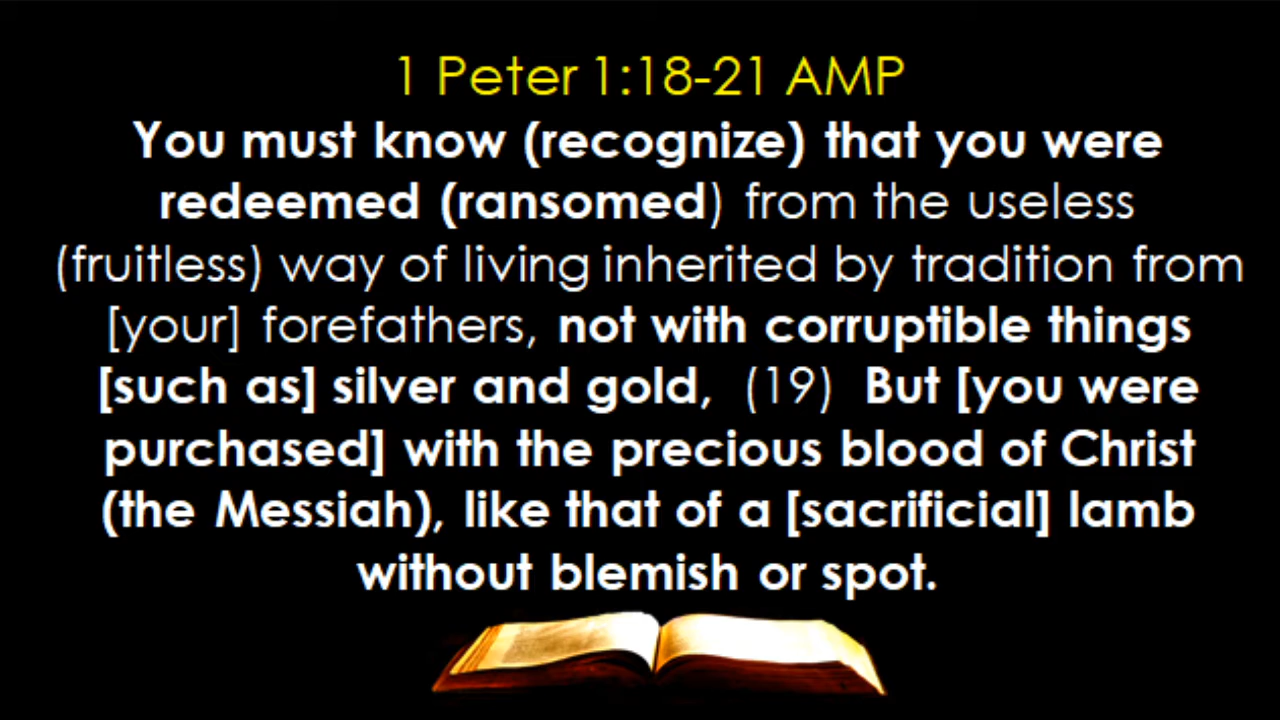 1 Peter 1:18-21 AMP
You must know (recognize) that you were
redeemed (ransomed) from the useless
(fruitless) way of living inherited by tradition from
[your] forefathers, not with corruptible things
[such as] silver and gold, (19) But [you were
purchased] with the precious blood of Christ
(the Messiah), like that of a [sacrificial] lamb
without blemish or spot.